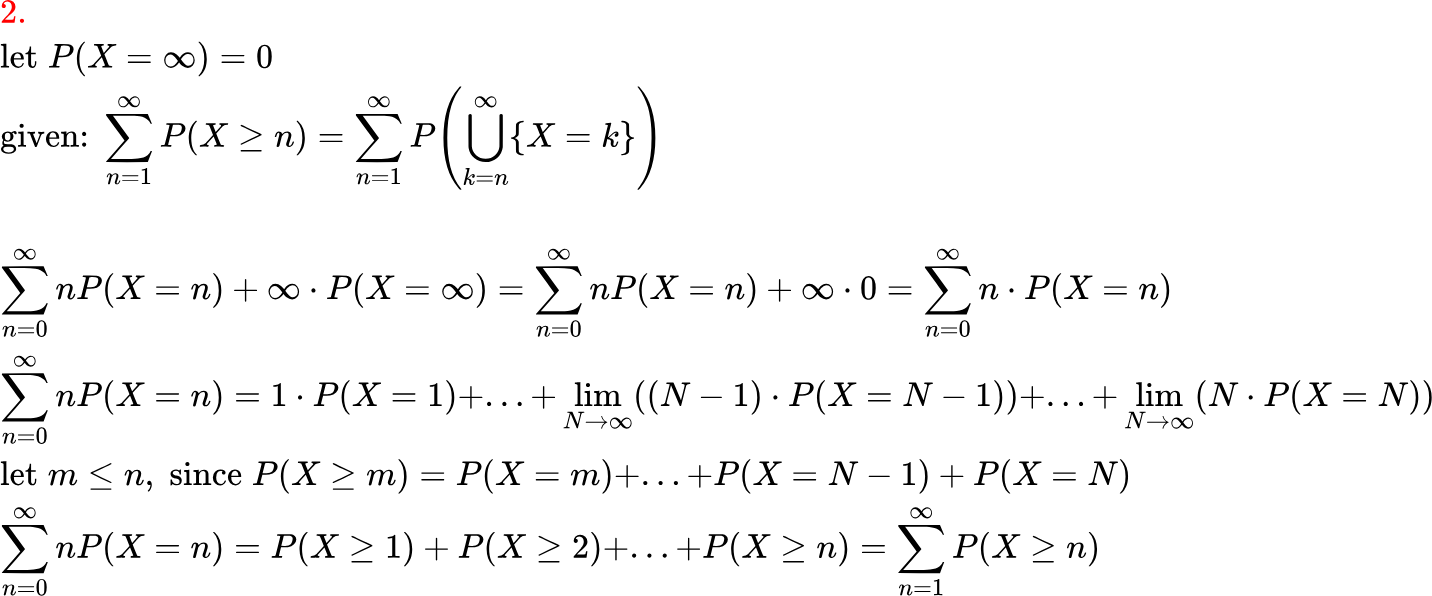 2.
let P(X = ∞) = 0
given: ∑_{n=1}^{∞} P(X ≥ n) = ∑_{n=1}^{∞} P(⋃_{k=n}^{∞} {X = k})
∑_{n=0}^{∞} nP(X = n) + ∞ · P(X = ∞) = ∑_{n=0}^{∞} nP(X = n) + ∞ · 0 = ∑_{n=0}^{∞} n · P(X = n)
∑_{n=0}^{∞} nP(X = n) = 1 · P(X = 1)+...+ lim_{N→∞} ((N − 1) · P(X = N − 1))+...+ lim_{N→∞} (N · P(X = N))
let m ≤ n, since P(X ≥ m) = P(X = m)+...+P(X = N − 1) + P(X = N)
∑_{n=0}^{∞} nP(X = n) = P(X ≥ 1) + P(X ≥ 2)+...+P(X ≥ n) = ∑_{n=1}^{∞} P(X ≥ n)